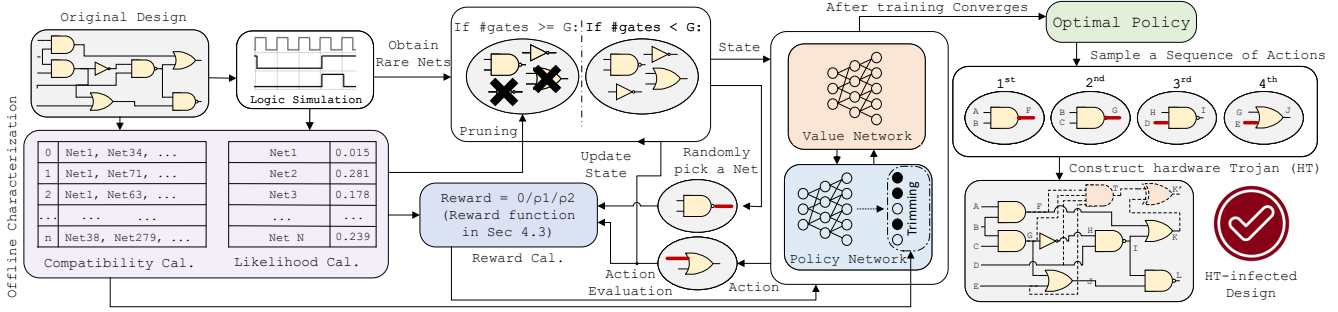 Offline Characterization
Original Design
Logic Simulation
Obtain
Rare Nets
0 Net1, Net34, ...
1 Net1, Net71, ...
2 Net1, Net63, ...
... ... ...
n Net38, Net279, ...
Compatibility Cal.
Net1 0.015
Net2 0.281
Net3 0.178
... ...
Net N 0.239
Likelihood Cal.
If #gates >= G:
If #gates < G:
Pruning
State
Update
State
Randomly
pick a Net
Reward = 0/ρ1/ρ2
(Reward function
in Sec 4.3)
Reward Cal.
Action
Evaluation
Action
Value Network
Trimming
Policy Network
After training Converges
Optimal Policy
Sample a Sequence of Actions
1st
2nd
3rd
4th
A
B
F
B
C
G
H
D
I
G
E
J
Construct hardware Trojan (HT)
A
B
C
D
E
F
G
H
I
J
T
K'
K
L
HT-infected
Design